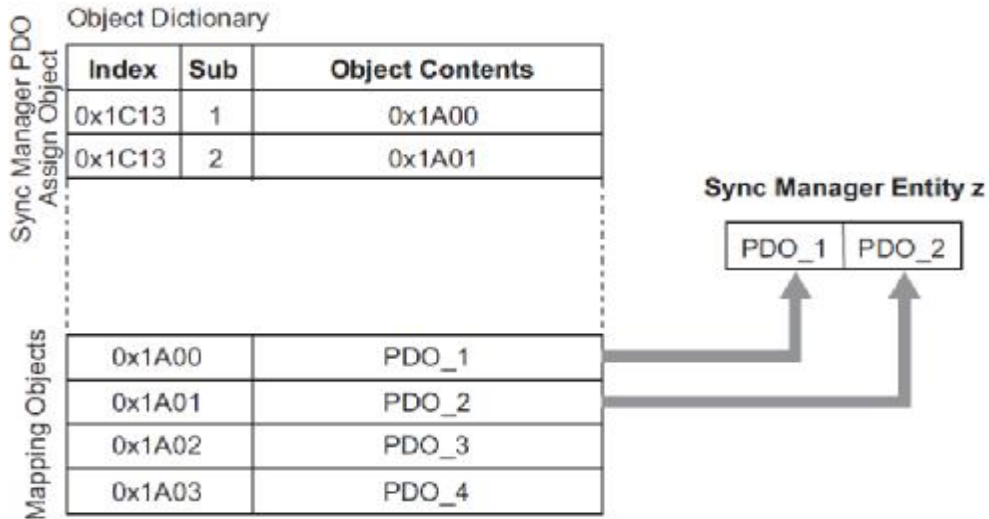 Object Dictionary
Sync Manager PDO
Assign Object
Index Sub Object Contents
0x1C13 1 0x1A00
0x1C13 2 0x1A01
Sync Manager Entity z
PDO_1 PDO_2
Mapping Objects
0x1A00 PDO_1
0x1A01 PDO_2
0x1A02 PDO_3
0x1A03 PDO_4